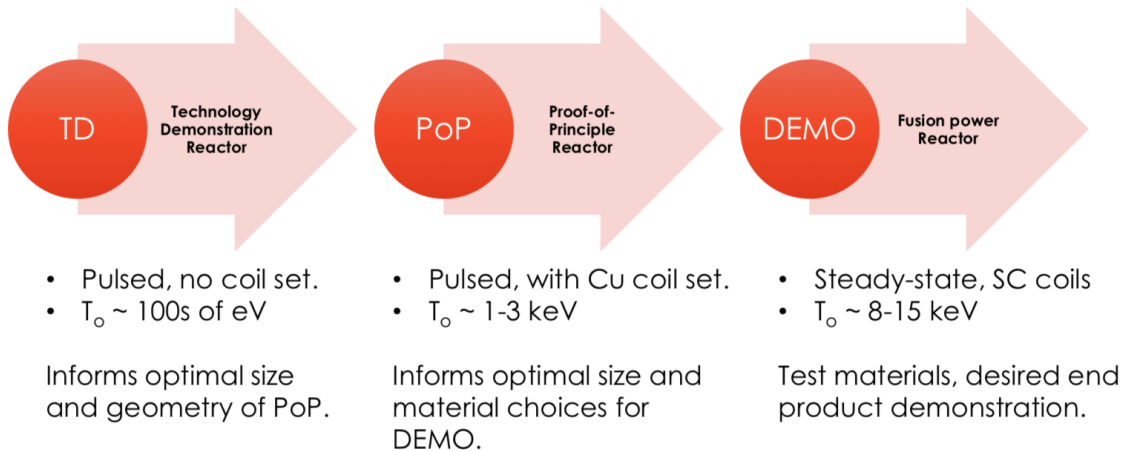 TD
Technology
Demonstration
Reactor
• Pulsed, no coil set.
• To ~ 100s of eV
Informs optimal size
and geometry of PoP.
PoP
Proof-of-
Principle
Reactor
• Pulsed, with Cu coil set.
• To ~ 1-3 keV
Informs optimal size and
material choices for
DEMO.
DEMO
Fusion power
Reactor
• Steady-state, SC coils
• To ~ 8-15 keV
Test materials, desired end
product demonstration.